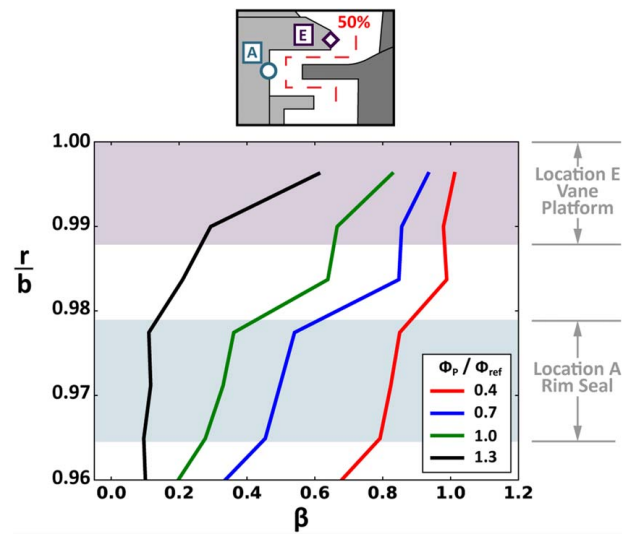 50%
E
A
r
b
1.00
0.99
0.98
0.97
0.96
0.0
0.2
0.4
0.6
0.8
1.0
1.2
β
Φ_P / Φ_ref
0.4
0.7
1.0
1.3
Location E
Vane
Platform
Location A
Rim Seal